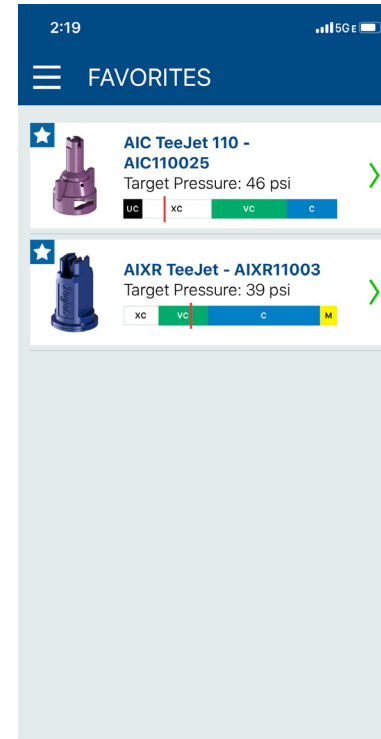 2:19
5GE
FAVORITES
AIC TeeJet 110 -
AIC110025
Target Pressure: 46 psi
UC XC VC C
AIXR TeeJet - AIXR11003
Target Pressure: 39 psi
XC VC C M